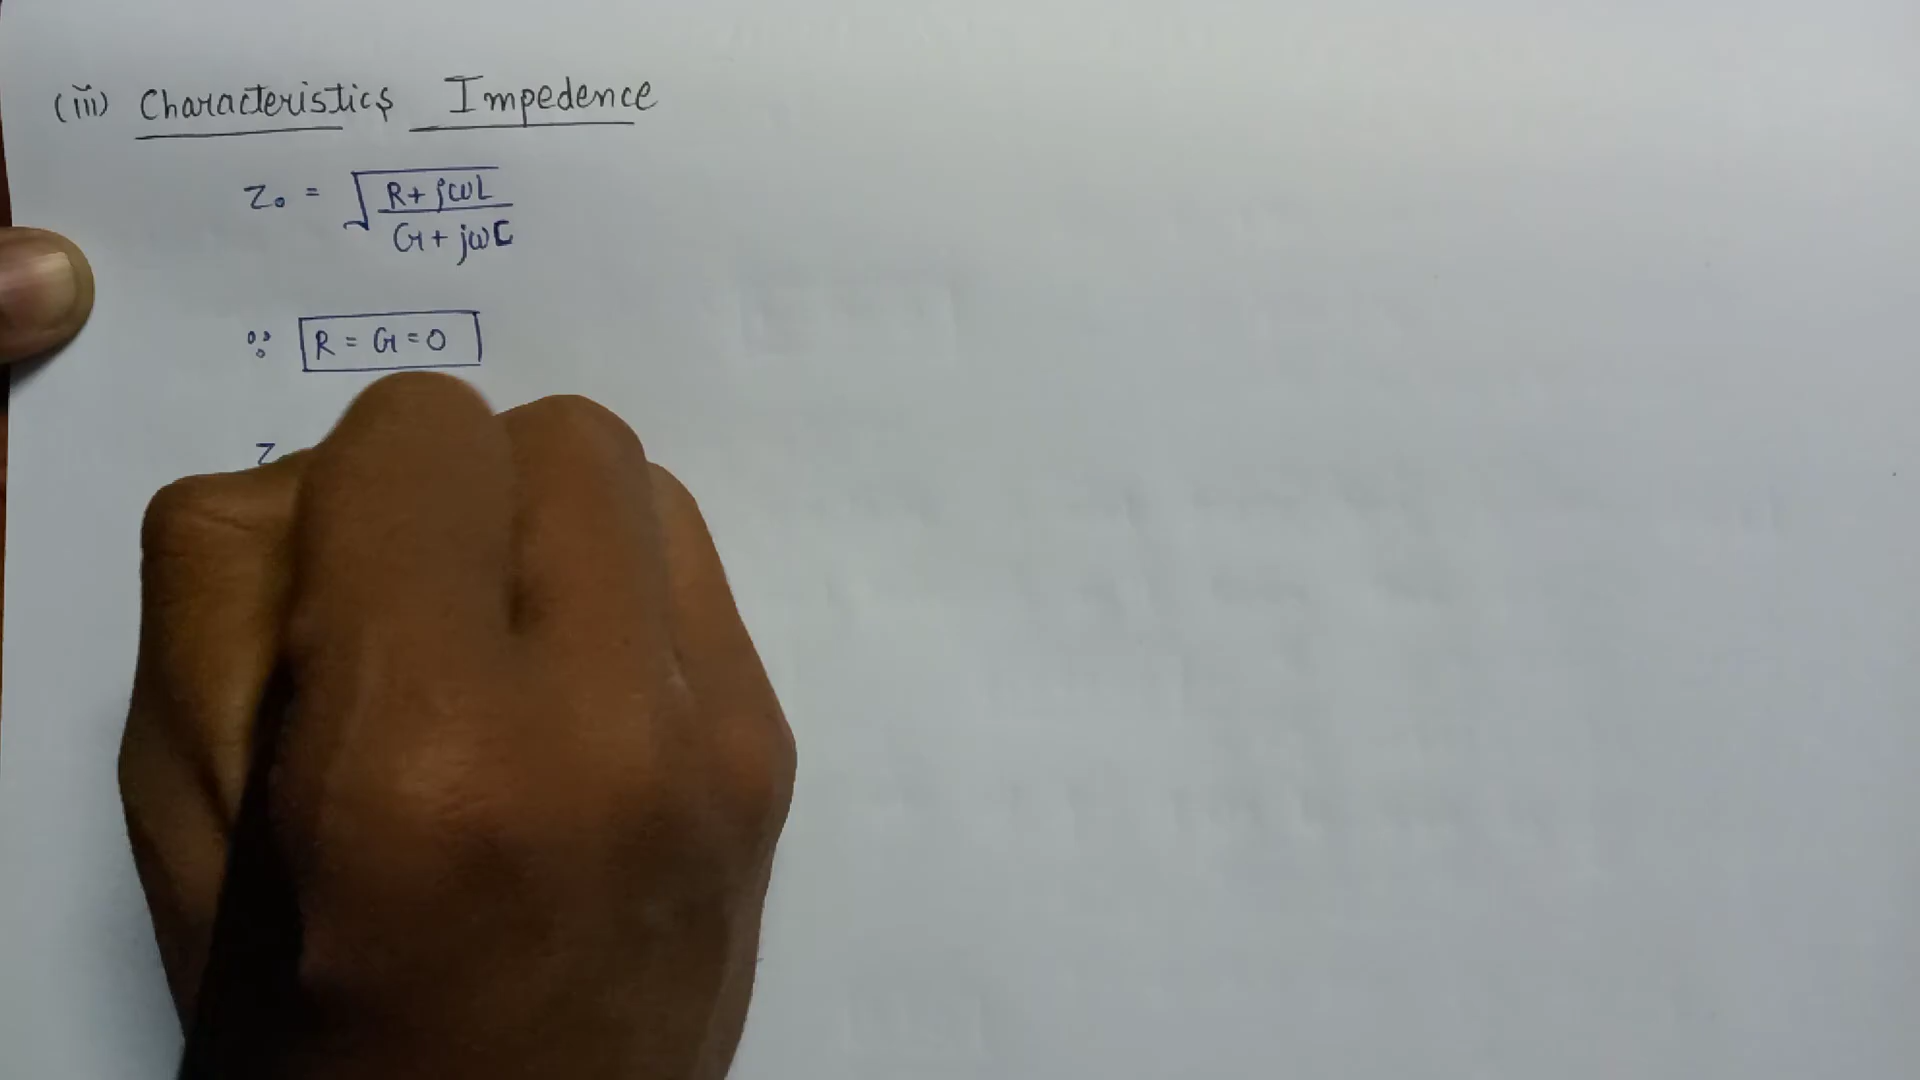 (iii) Characteristics Impedence
Z₀ = √(R + jωL / G + jωC)
∵ R = G = 0
Z